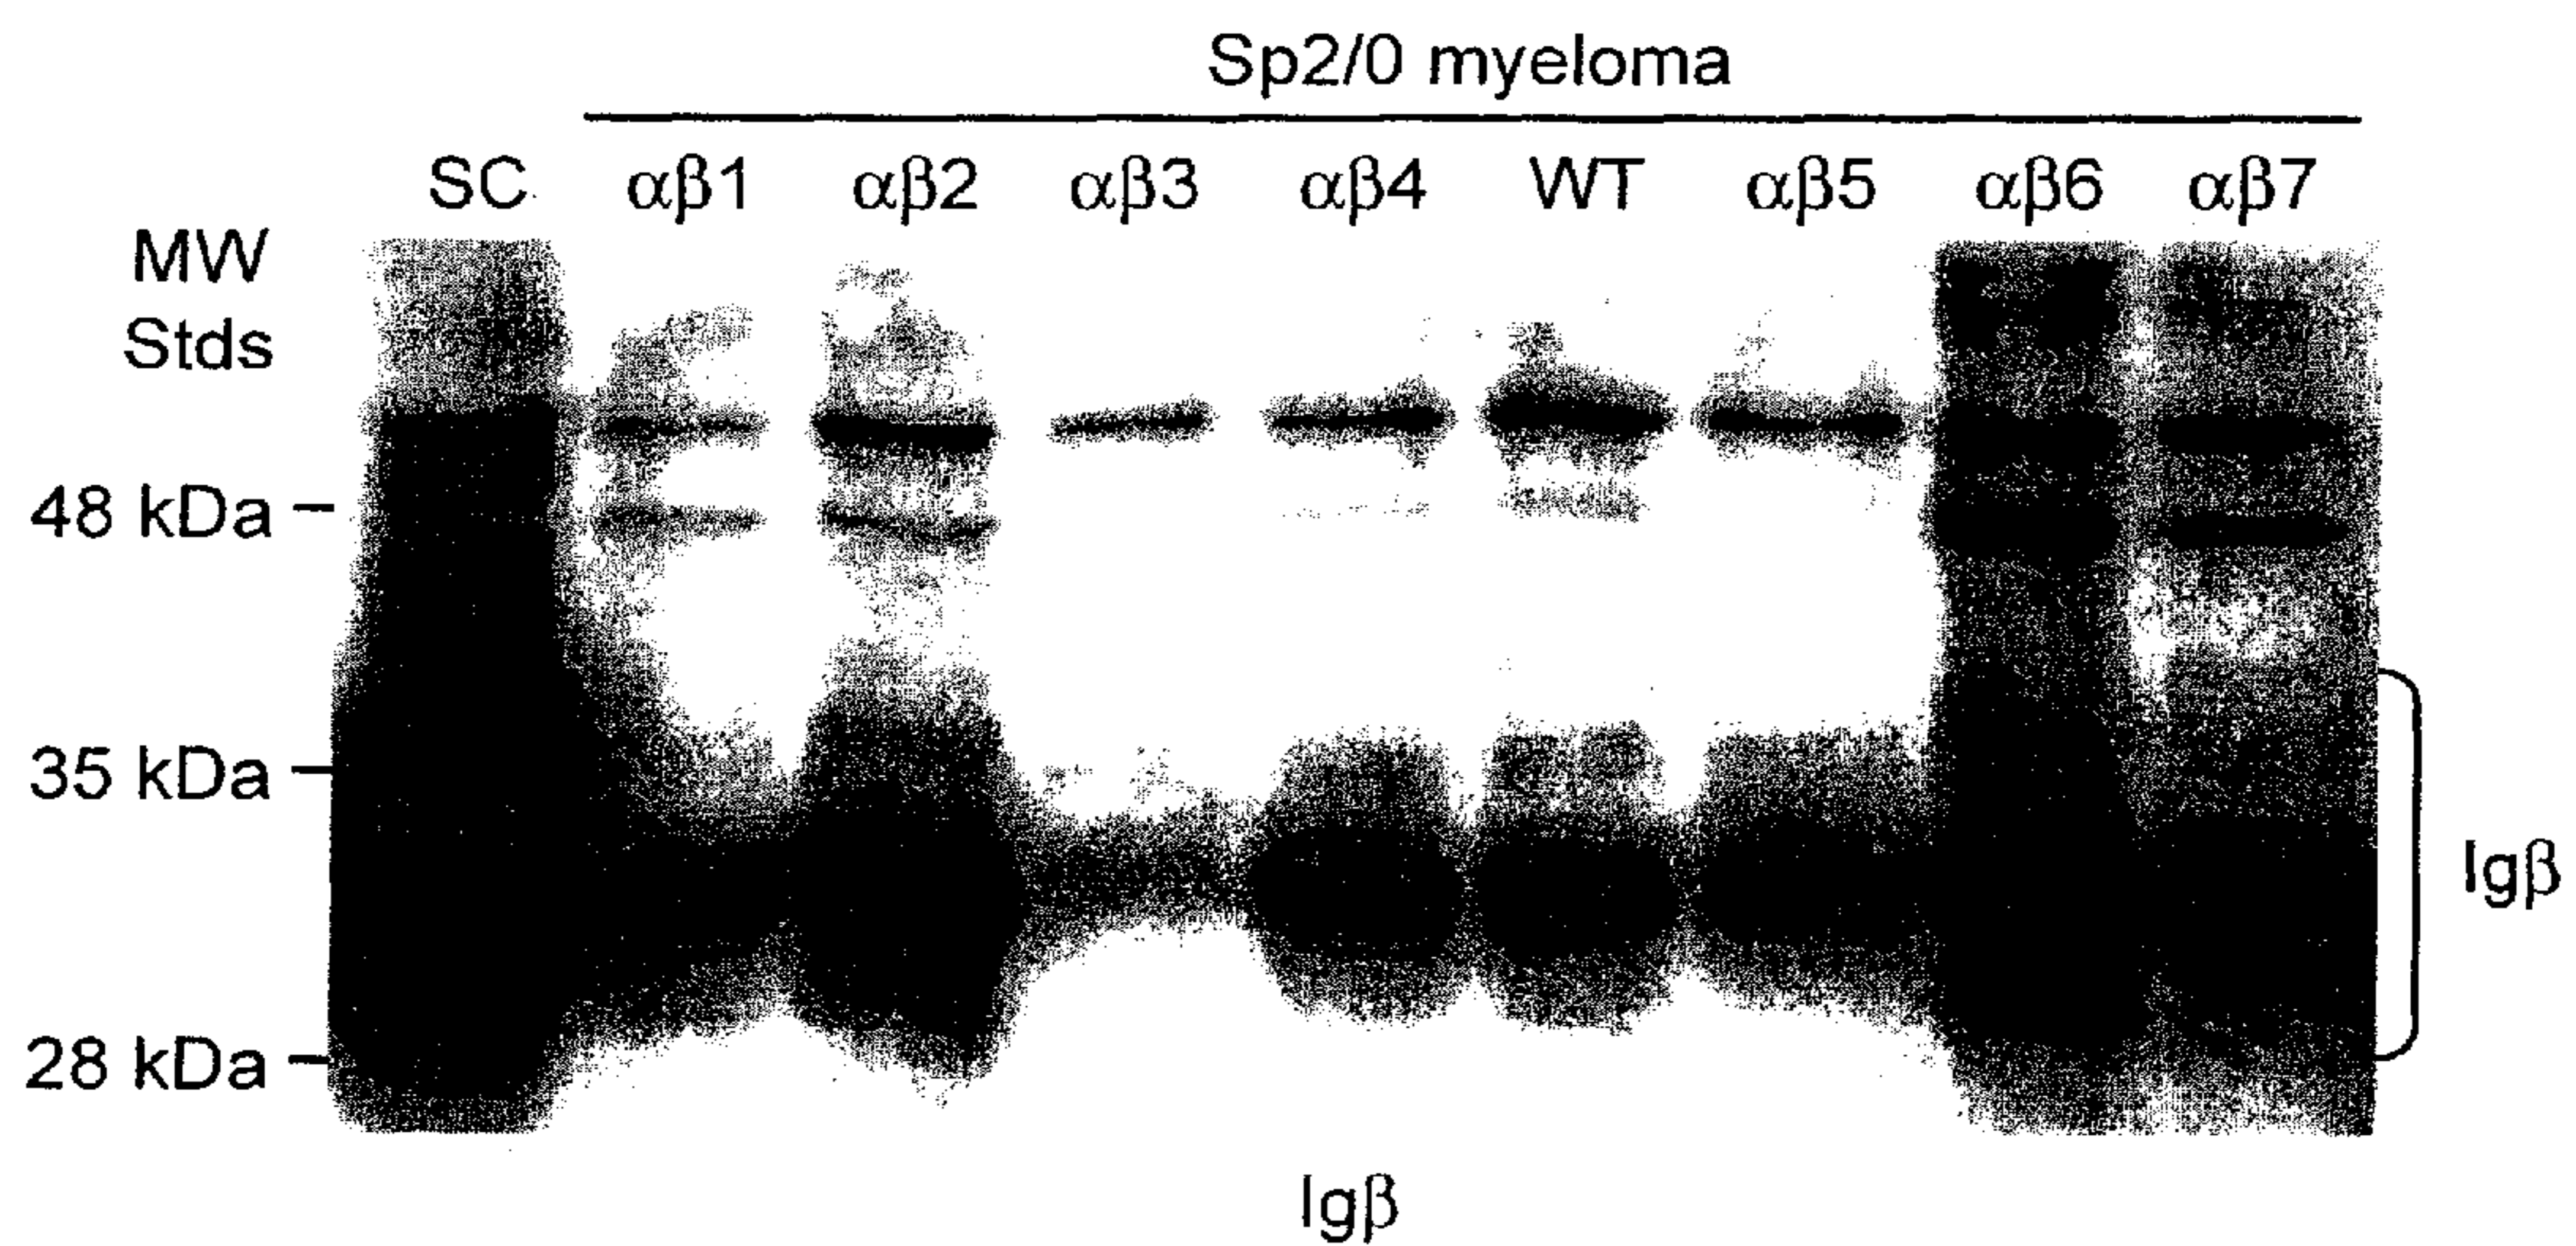 Sp2/0 myeloma
SC αβ1 αβ2 αβ3 αβ4 WT αβ5 αβ6 αβ7
MW
Stds
48 kDa
35 kDa
28 kDa
Igβ
Igβ